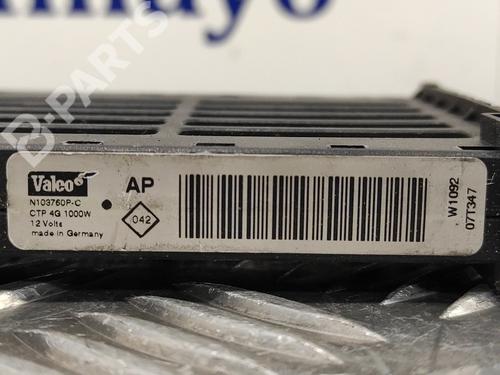 B-PARTS
Valeo
AP
N103760P-C
CTP 4G 1000W
12 Volts
made in Germany
042
W1092
07T347